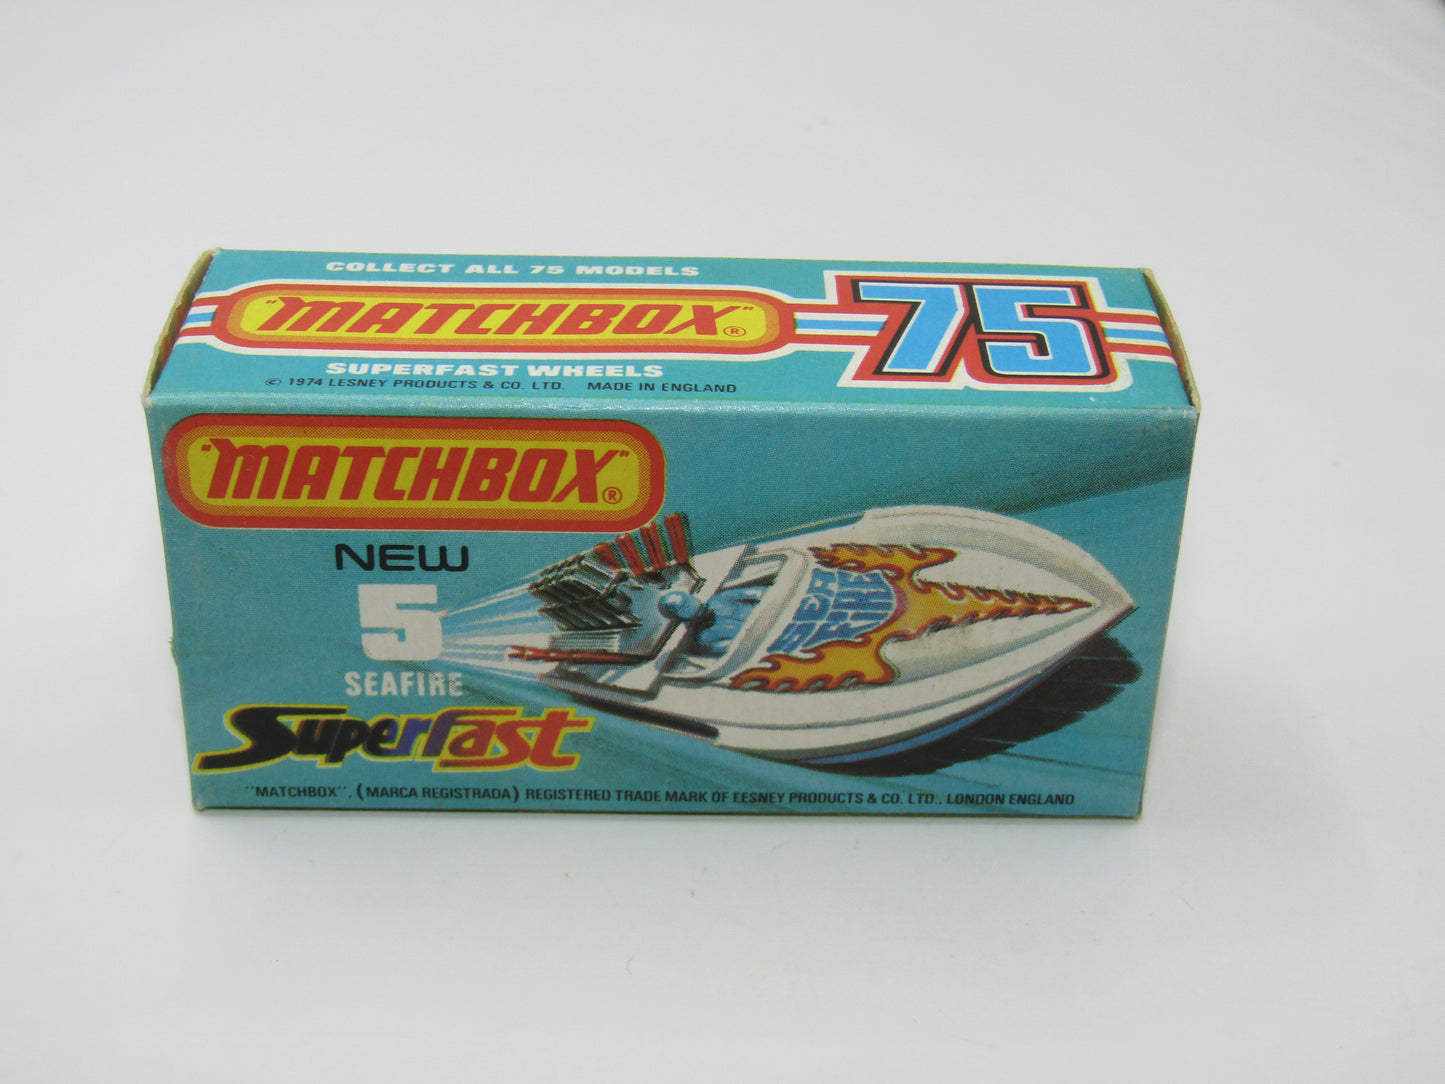 COLLECT ALL 75 MODELS
"MATCHBOX"®
75
SUPERFAST WHEELS
© 1974 LESNEY PRODUCTS & CO. LTD. MADE IN ENGLAND
"MATCHBOX"®
NEW
5
SEAFIRE
Superfast
SEA
FIRE
"MATCHBOX", (MARCA REGISTRADA) REGISTERED TRADE MARK OF LESNEY PRODUCTS & CO. LTD., LONDON ENGLAND